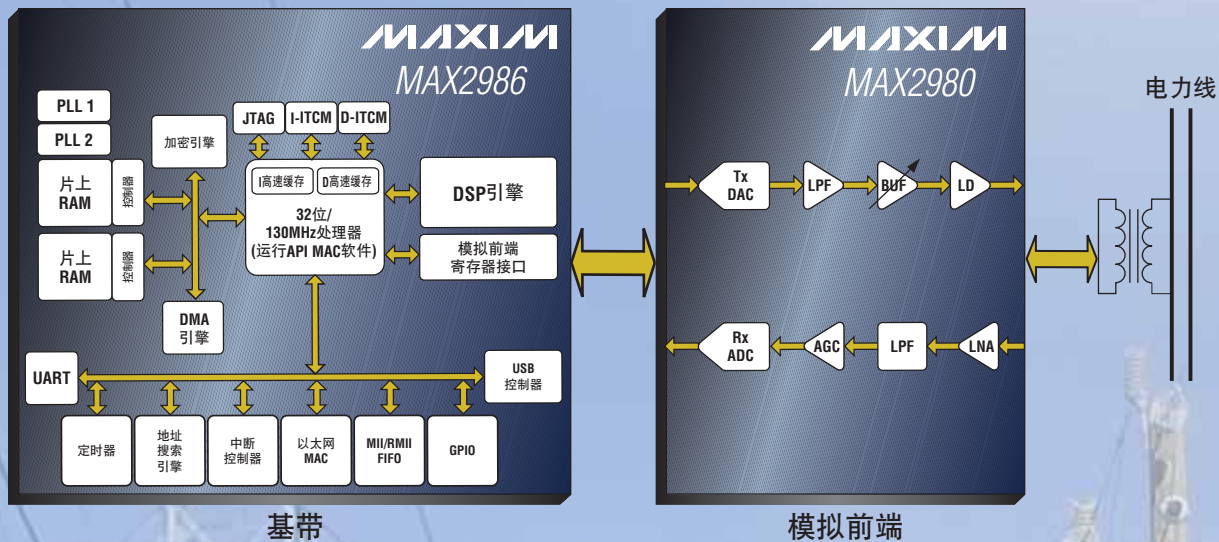 MAXIM
MAX2986
PLL 1
PLL 2
加密引擎
JTAG
I-ITCM
D-ITCM
片上
RAM
控制器
I高速缓存
D高速缓存
32位/
130MHz处理器
(运行API MAC软件)
DSP引擎
模拟前端
寄存器接口
片上
RAM
控制器
DMA
引擎
UART
USB
控制器
定时器
地址
搜索
引擎
中断
控制器
以太网
MAC
MII/RMII
FIFO
GPIO
基带
MAXIM
MAX2980
Tx
DAC
LPF
BUF
LD
Rx
ADC
AGC
LPF
LNA
模拟前端
电力线